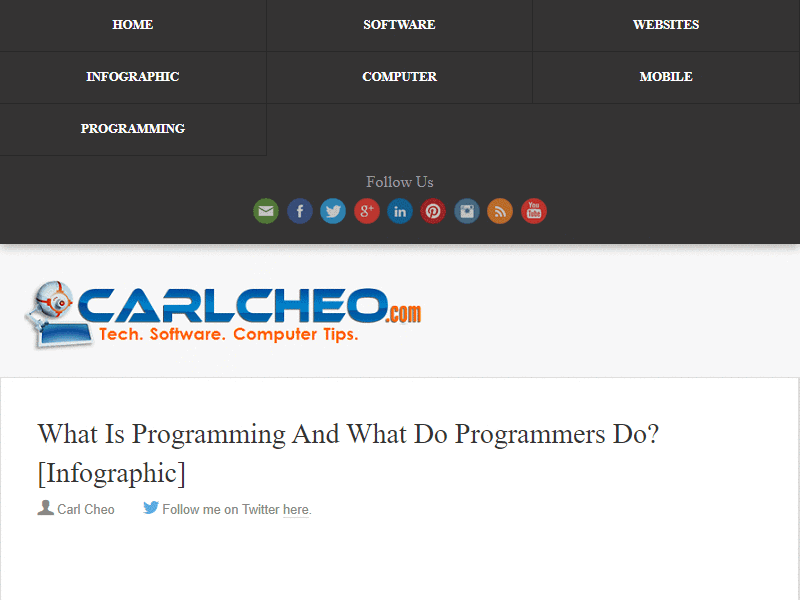 HOME SOFTWARE WEBSITES
INFOGRAPHIC COMPUTER MOBILE
PROGRAMMING
Follow Us
You Tube
CARLCHEO.com
Tech. Software. Computer Tips.
What Is Programming And What Do Programmers Do?
[Infographic]
Carl Cheo Follow me on Twitter here.